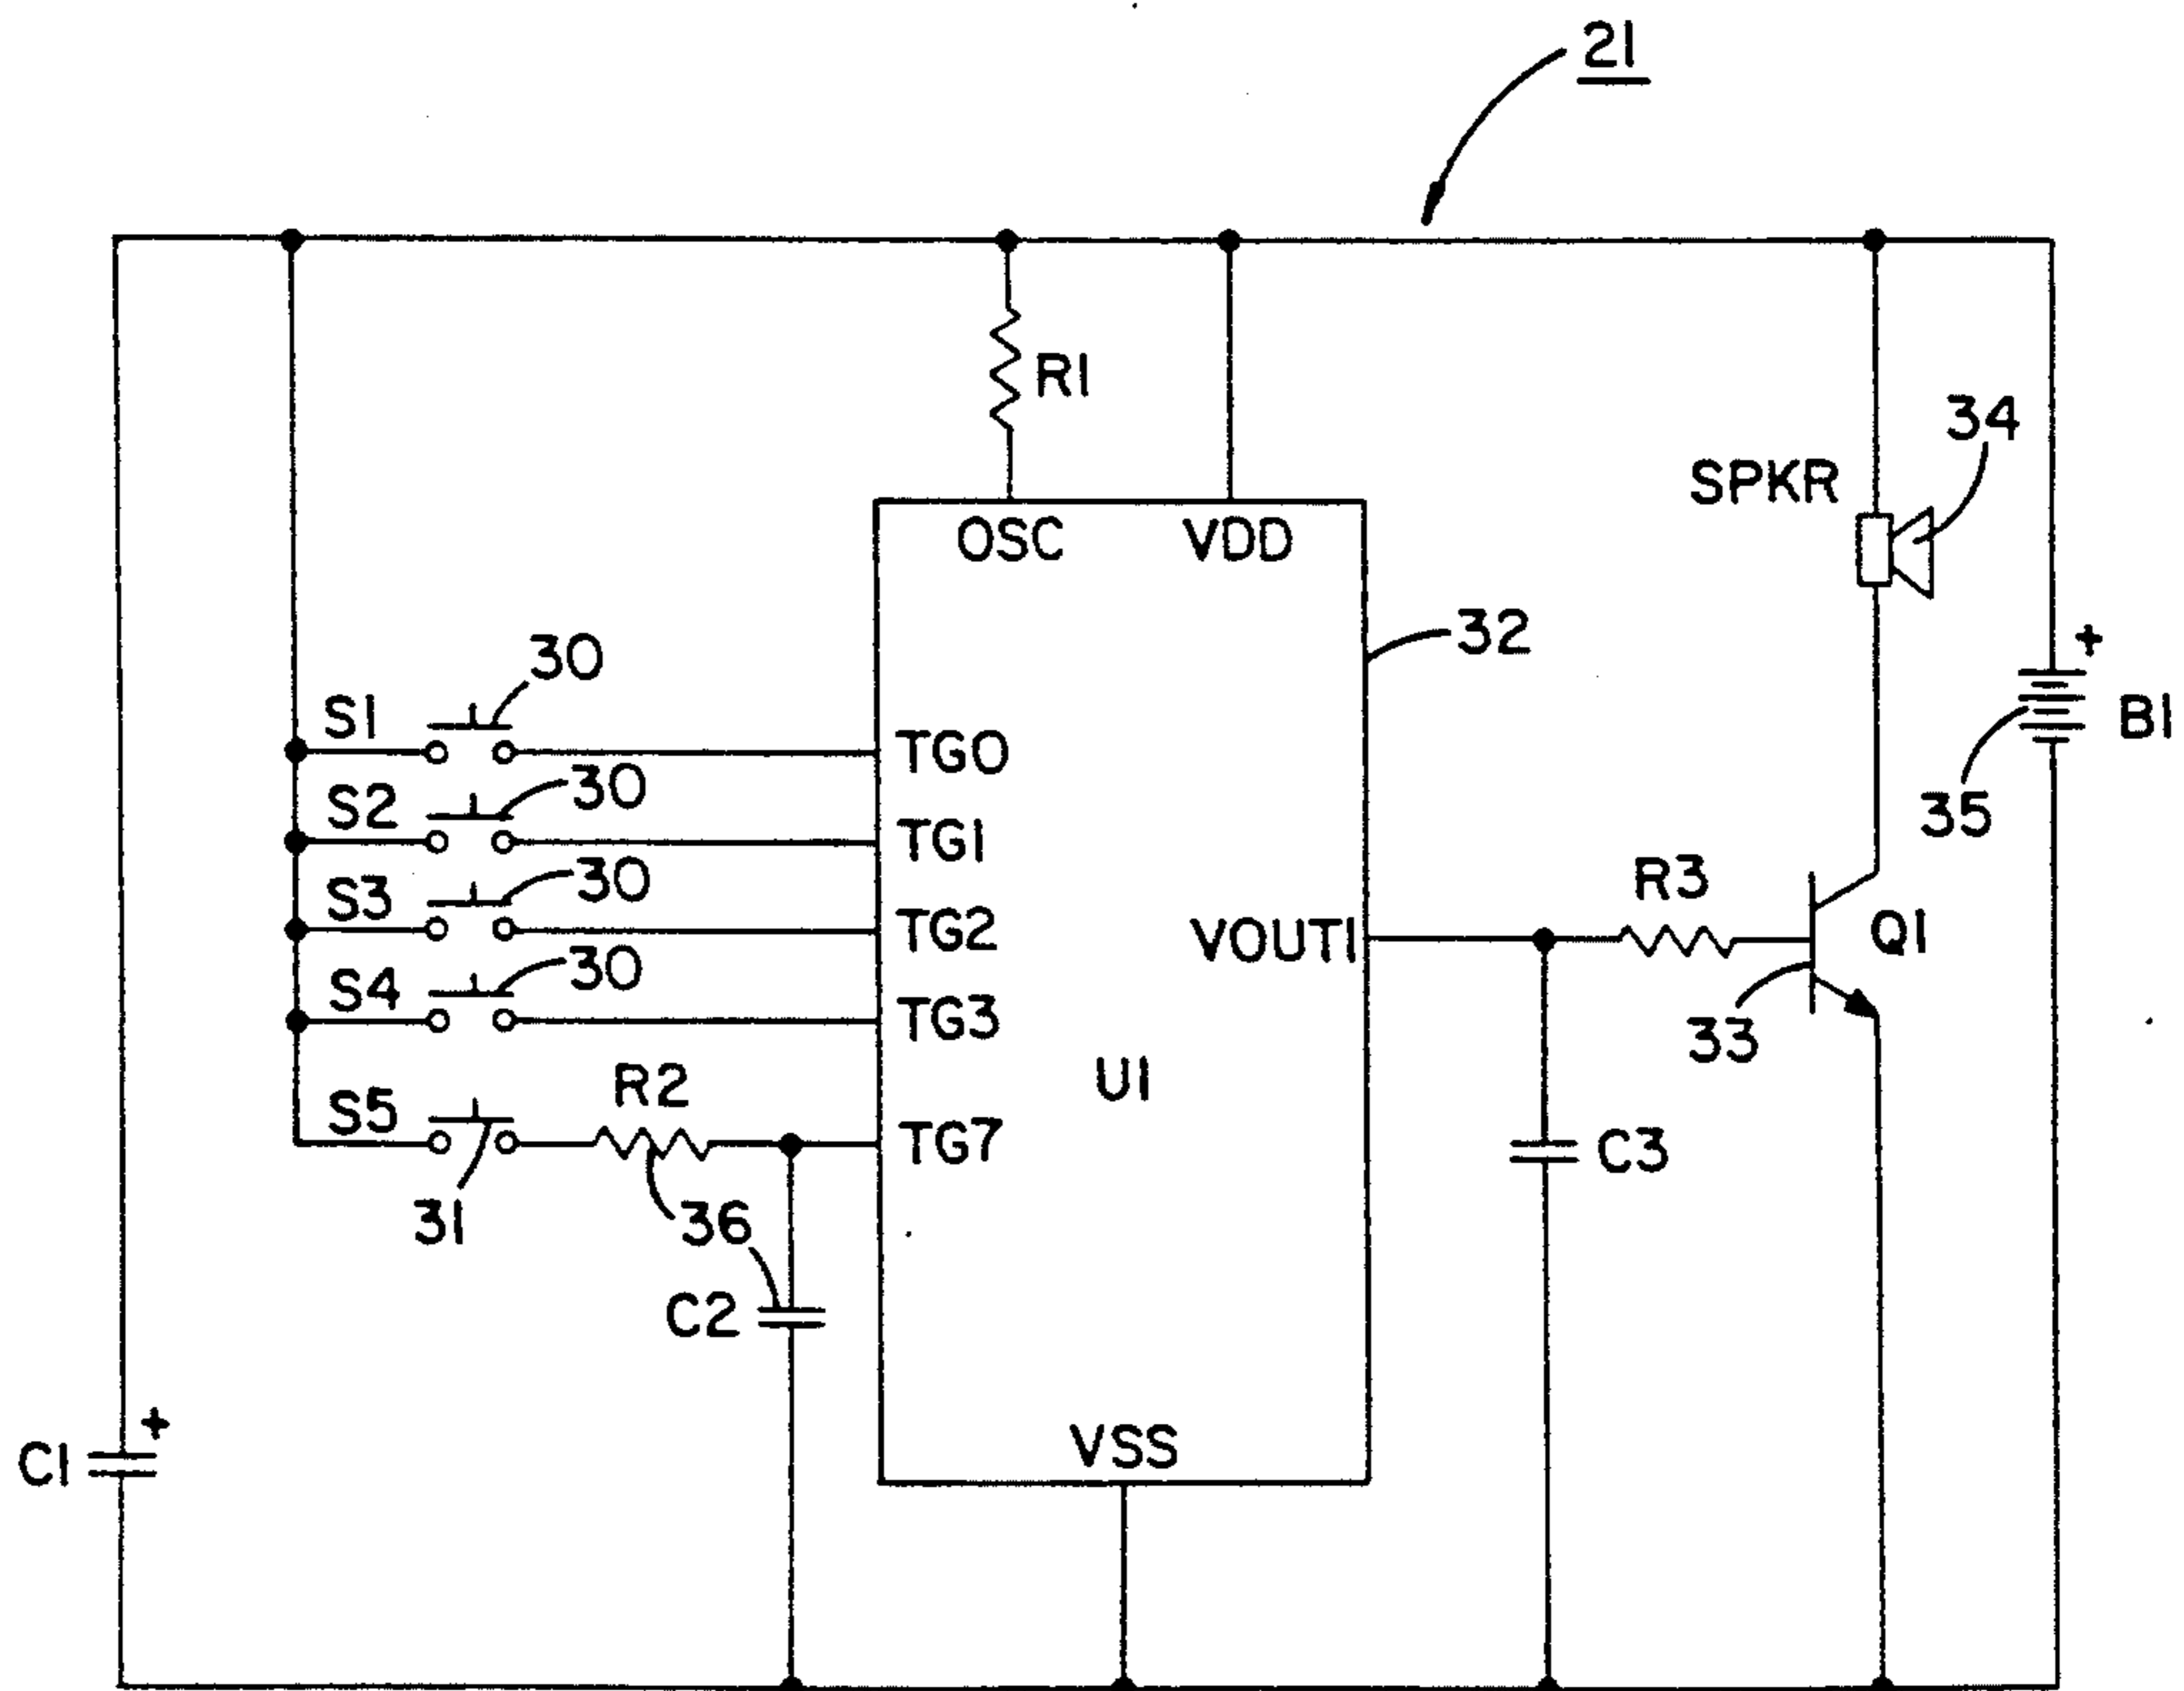 21
R1
34
SPKR
OSC VDD
32
30
+
S1
B1
TG0
30
S2
35
TG1
30
S3
R3
TG2
VOUT1
Q1
30
S4
TG3
33
U1
R2
S5
TG7
C3
31
36
C2
+
VSS
C1